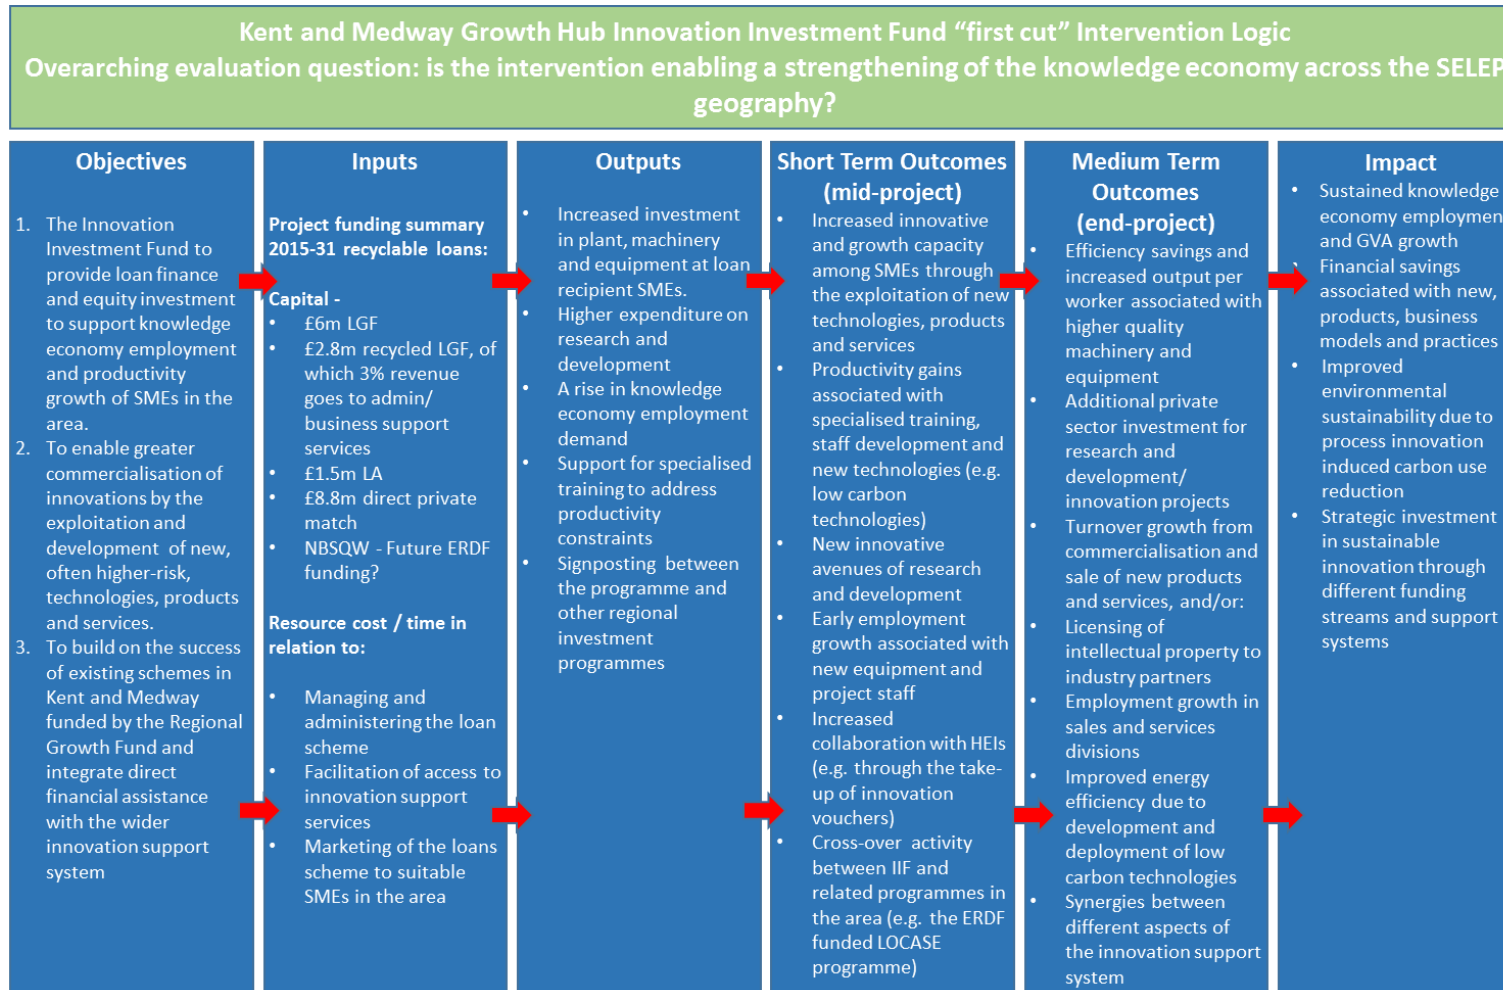 Kent and Medway Growth Hub Innovation Investment Fund “first cut” Intervention Logic
Overarching evaluation question: is the intervention enabling a strengthening of the knowledge economy across the SELEP
geography?
Objectives
1. The Innovation
Investment Fund to
provide loan finance
and equity investment
to support knowledge
economy employment
and productivity
growth of SMEs in the
area.
2. To enable greater
commercialisation of
innovations by the
exploitation and
development of new,
often higher-risk,
technologies, products
and services.
3. To build on the success
of existing schemes in
Kent and Medway
funded by the Regional
Growth Fund and
integrate direct
financial assistance
with the wider
innovation support
system
Inputs
Project funding summary
2015-31 recyclable loans:
Capital -
• £6m LGF
• £2.8m recycled LGF, of
which 3% revenue
goes to admin/
business support
services
• £1.5m LA
• £8.8m direct private
match
• NBSQW - Future ERDF
funding?
Resource cost / time in
relation to:
• Managing and
administering the loan
scheme
• Facilitation of access to
innovation support
services
• Marketing of the loans
scheme to suitable
SMEs in the area
Outputs
• Increased investment
in plant, machinery
and equipment at loan
recipient SMEs.
• Higher expenditure on
research and
development
• A rise in knowledge
economy employment
demand
• Support for specialised
training to address
productivity
constraints
• Signposting between
the programme and
other regional
investment
programmes
Short Term Outcomes
(mid-project)
• Increased innovative
and growth capacity
among SMEs through
the exploitation of new
technologies, products
and services
• Productivity gains
associated with
specialised training,
staff development and
new technologies (e.g.
low carbon
technologies)
• New innovative
avenues of research
and development
• Early employment
growth associated with
new equipment and
project staff
• Increased
collaboration with HEIs
(e.g. through the take-
up of innovation
vouchers)
• Cross-over activity
between IIF and
related programmes in
the area (e.g. the ERDF
funded LOCASE
programme)
Medium Term
Outcomes
(end-project)
• Efficiency savings and
increased output per
worker associated with
higher quality
machinery and
equipment
• Additional private
sector investment for
research and
development/
innovation projects
• Turnover growth from
commercialisation and
sale of new products
and services, and/or:
• Licensing of
intellectual property to
industry partners
• Employment growth in
sales and services
divisions
• Improved energy
efficiency due to
development and
deployment of low
carbon technologies
• Synergies between
different aspects of
the innovation support
system
Impact
• Sustained knowledge
economy employmen
and GVA growth
• Financial savings
associated with new,
products, business
models and practices
• Improved
environmental
sustainability due to
process innovation
induced carbon use
reduction
• Strategic investment
in sustainable
innovation through
different funding
streams and support
systems